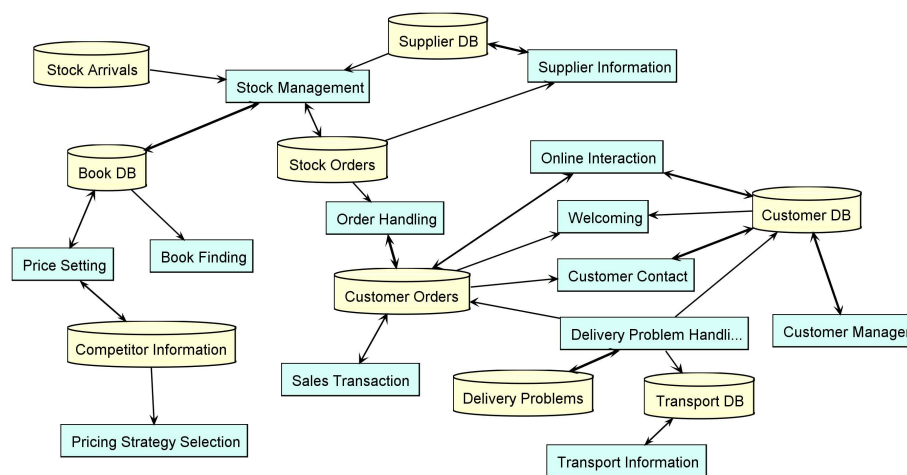 Supplier DB
Stock Arrivals
Supplier Information
Stock Management
Stock Orders
Online Interaction
Book DB
Order Handling
Welcoming
Customer DB
Price Setting
Book Finding
Customer Contact
Customer Orders
Delivery Problem Handli...
Customer Manager
Competitor Information
Sales Transaction
Delivery Problems
Transport DB
Pricing Strategy Selection
Transport Information